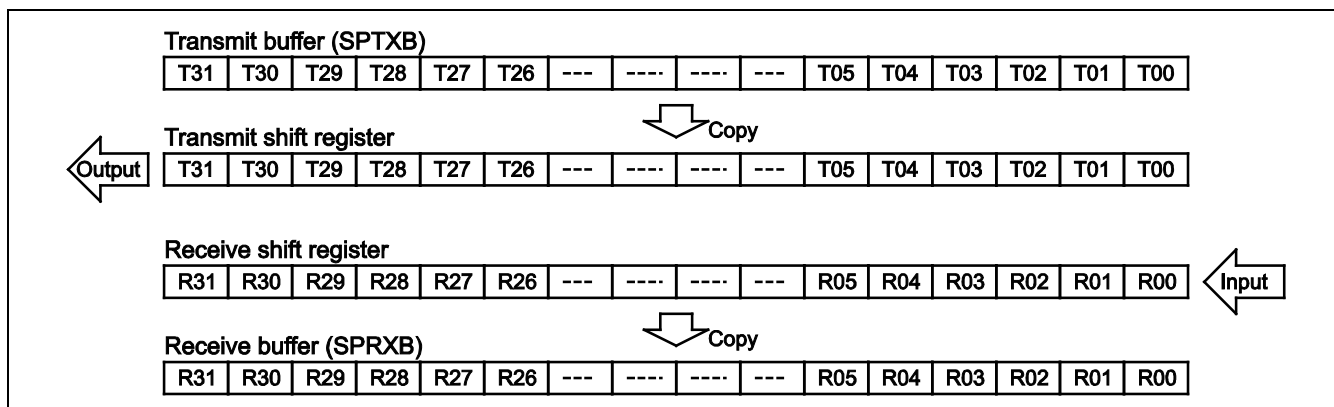 Transmit buffer (SPTXB)
T31 T30 T29 T28 T27 T26 --- ---- ---- --- T05 T04 T03 T02 T01 T00
Copy
Transmit shift register
Output T31 T30 T29 T28 T27 T26 --- ---- ---- --- T05 T04 T03 T02 T01 T00
Receive shift register
R31 R30 R29 R28 R27 R26 --- ---- ---- --- R05 R04 R03 R02 R01 R00 Input
Copy
Receive buffer (SPRXB)
R31 R30 R29 R28 R27 R26 --- ---- ---- --- R05 R04 R03 R02 R01 R00